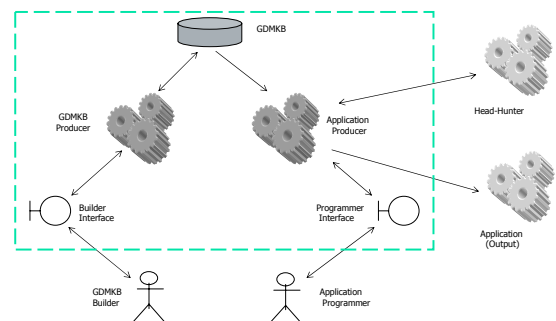 GDMKB
GDMKB
Producer
Application
Producer
Head-Hunter
Builder
Interface
Programmer
Interface
Application
(Output)
GDMKB
Builder
Application
Programmer